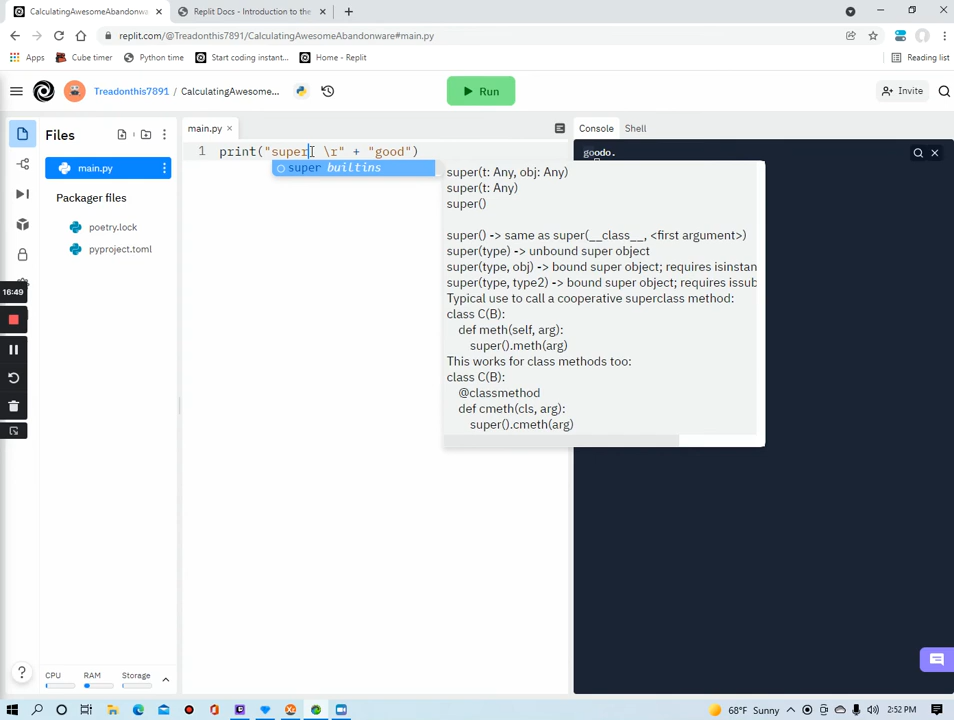 CalculatingAwesomeAbandonwa
Replit Docs - Introduction to the
replit.com/@Treadonthis7891/CalculatingAwesomeAbandonware#main.py
Apps Cube timer Python time Start coding instant... Home - Replit Reading list
Treadonthis7891 / CalculatingAwesome... Run Invite
Files
main.py
Packager files
poetry.lock
pyproject.toml
main.py
Console Shell
1 print("super \r" + "good")
super builtins
goodo.
super(t: Any, obj: Any)
super(t: Any)
super()
super() -> same as super(__class__, <first argument>)
super(type) -> unbound super object
super(type, obj) -> bound super object; requires isinstan
super(type, type2) -> bound super object; requires issub
Typical use to call a cooperative superclass method:
class C(B):
def meth(self, arg):
super().meth(arg)
This works for class methods too:
class C(B):
@classmethod
def cmeth(cls, arg):
super().cmeth(arg)
16:49
CPU RAM Storage
68°F Sunny 2:52 PM